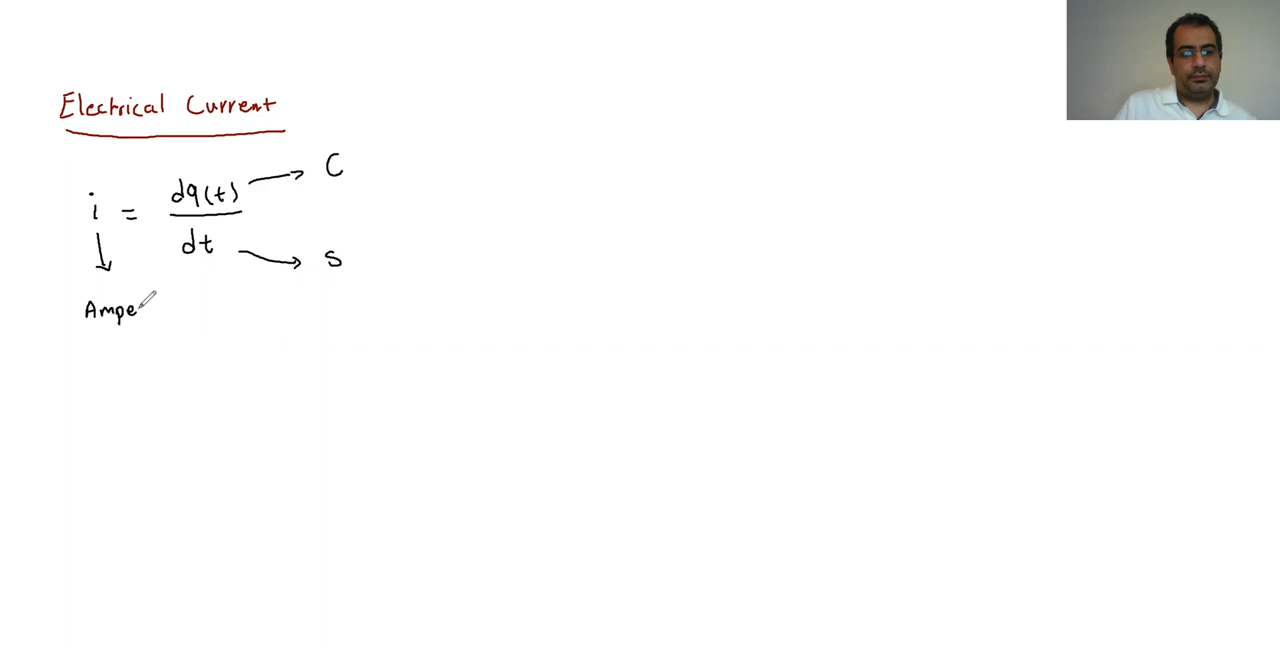 Electrical Current
i = dq(t) / dt
C
s
Ampe